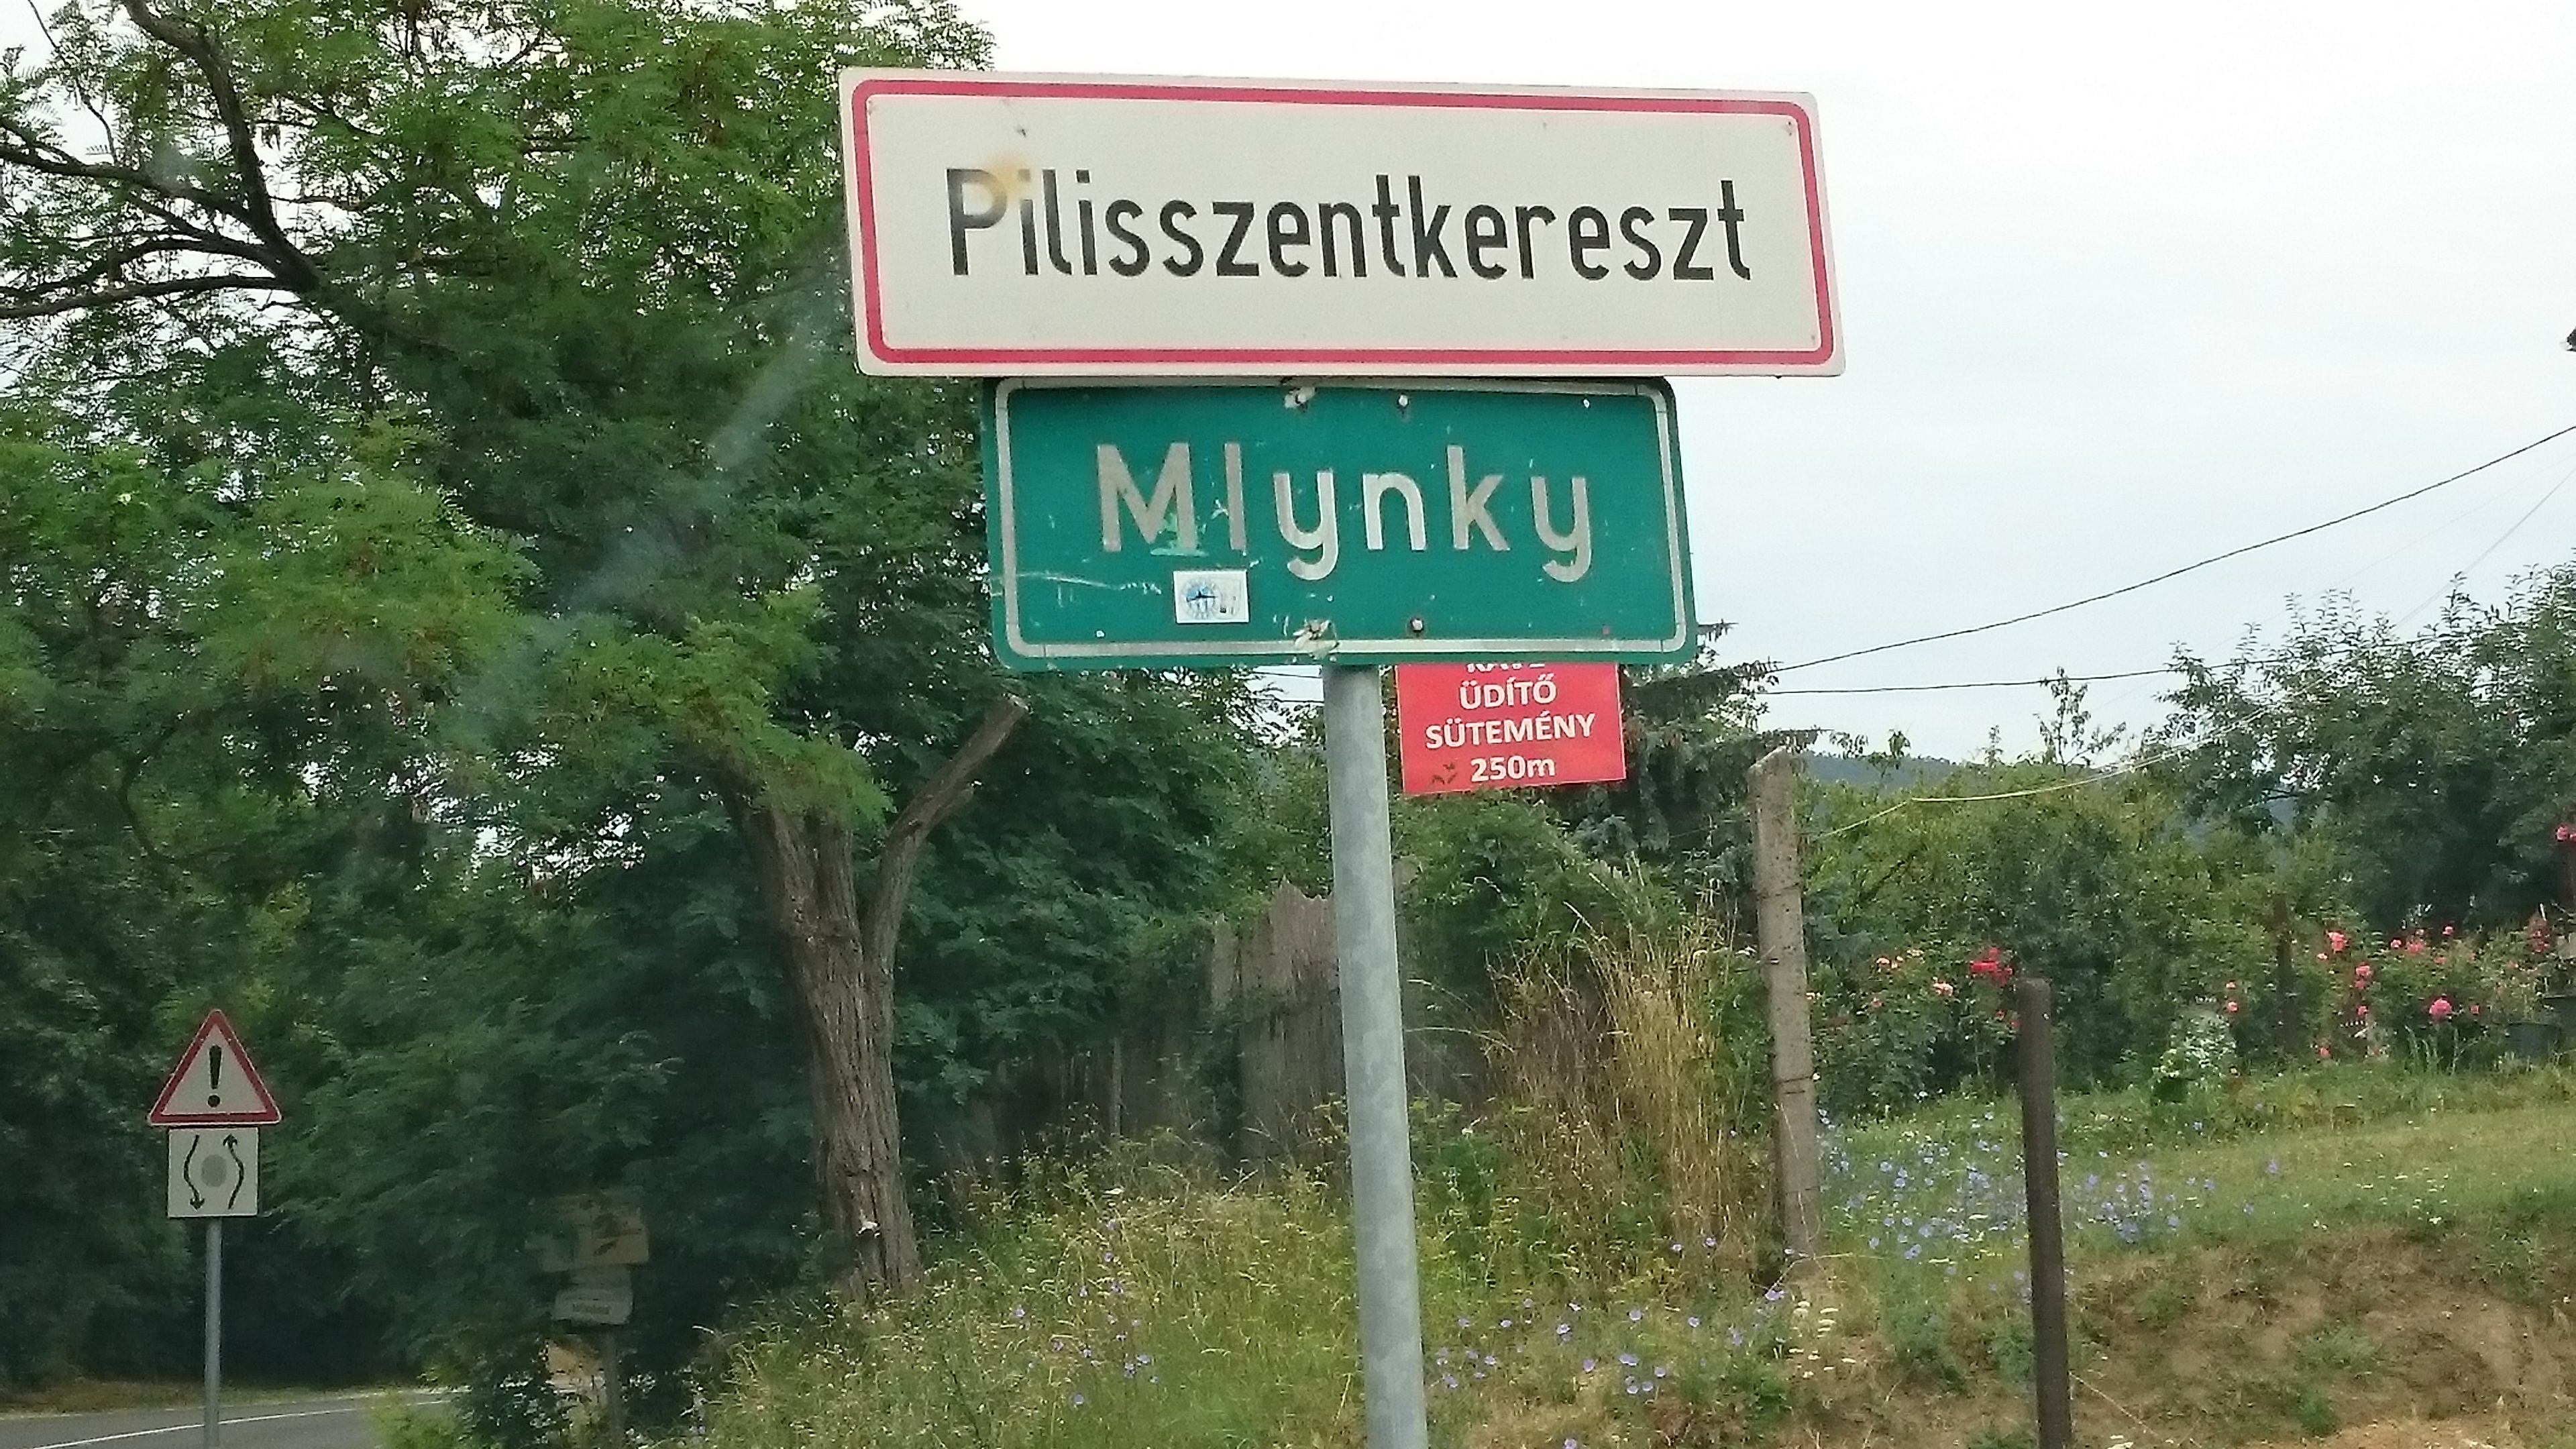 Pilisszentkereszt
Mlynky
ÜDÍTŐ
SÜTEMÉNY
250m